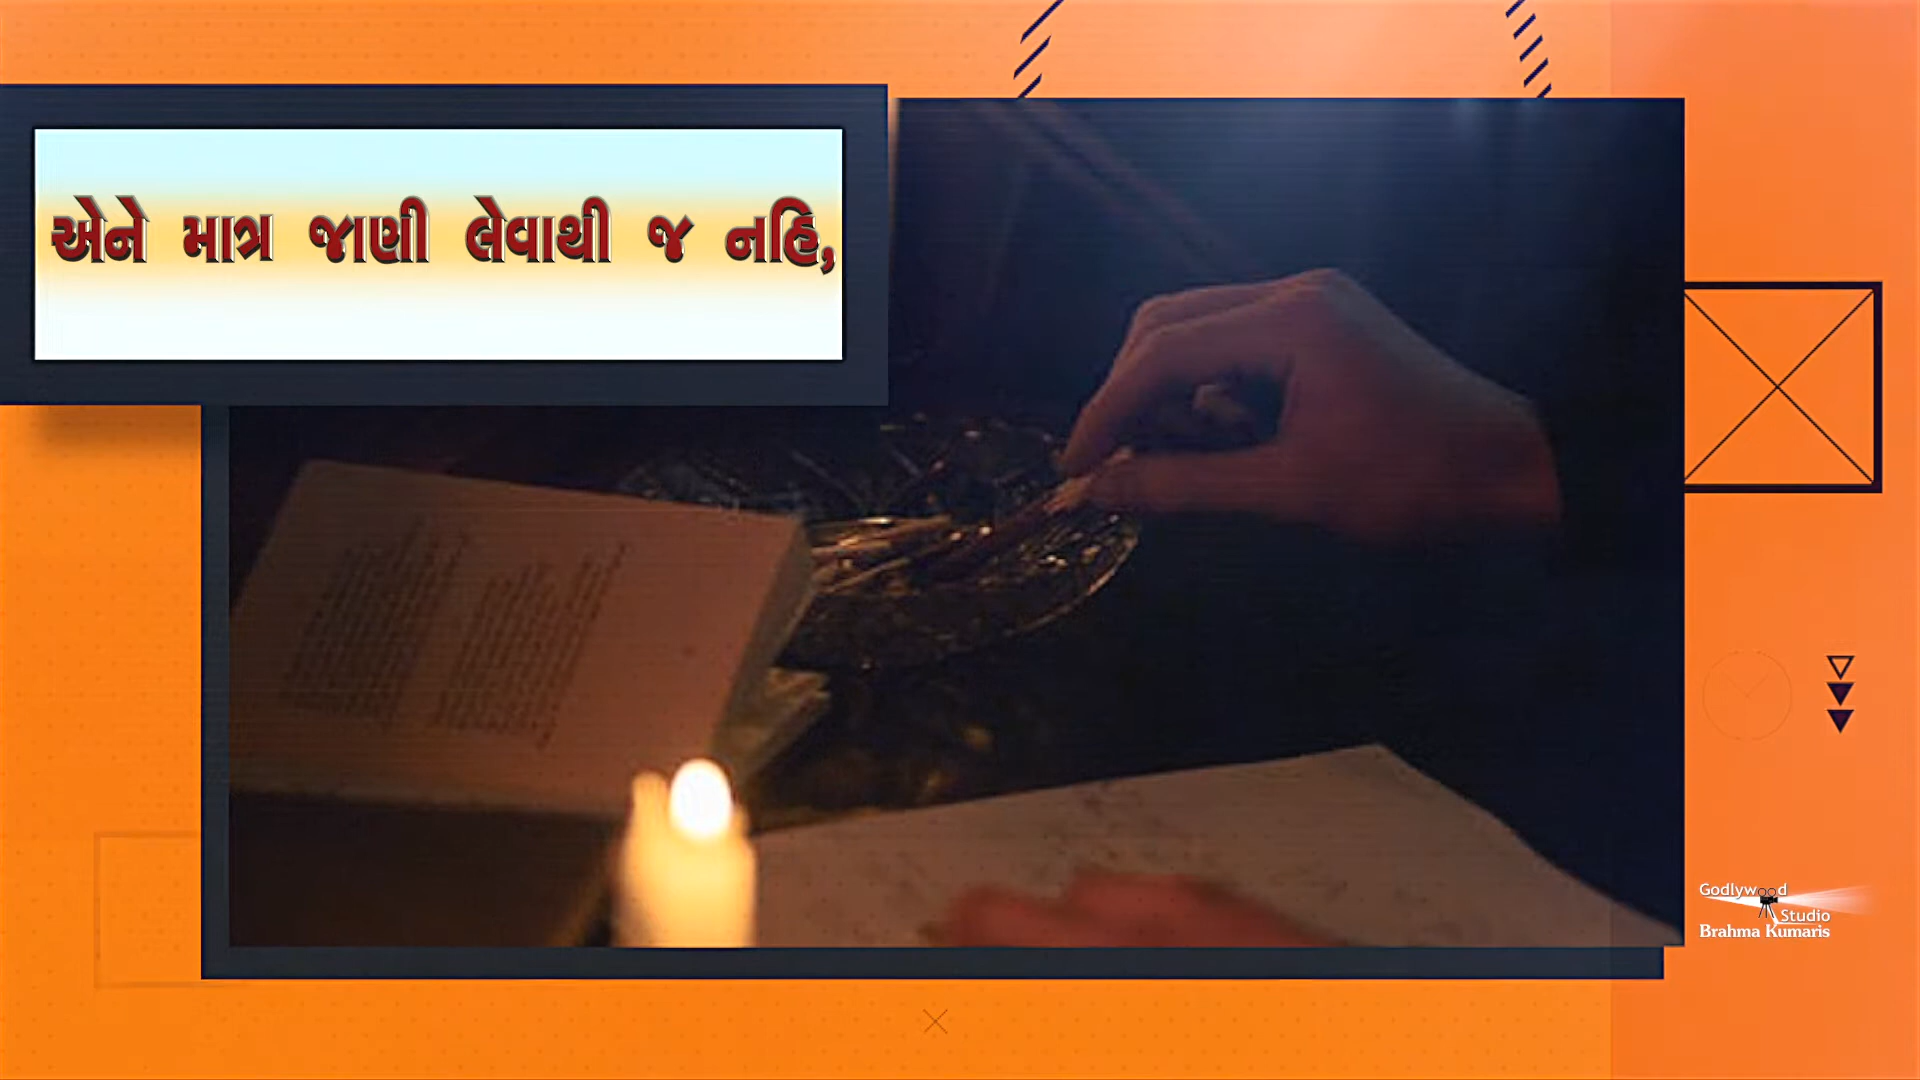 એને માત્ર જાણી લેવાથી જ નહિ,
Godlywood
Studio
Brahma Kumaris